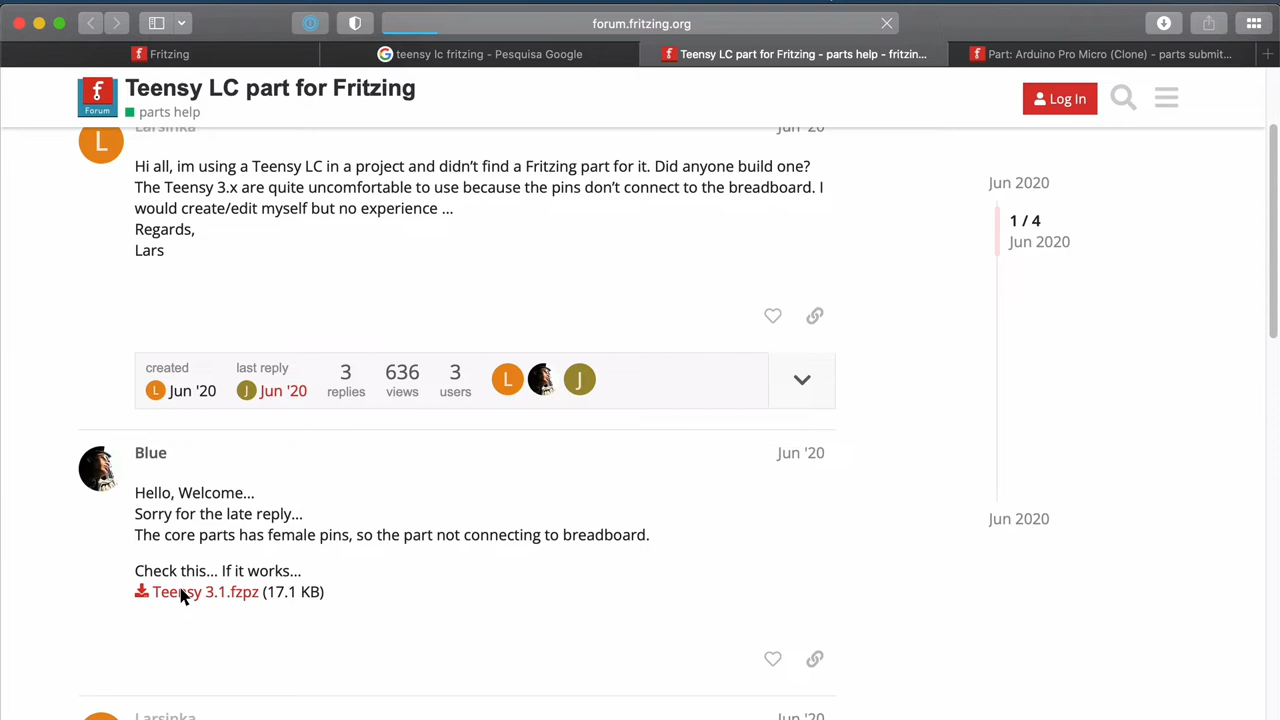 forum.fritzing.org
Fritzing
teensy lc fritzing - Pesquisa Google
Teensy LC part for Fritzing - parts help - fritzin...
Part: Arduino Pro Micro (Clone) - parts submit...
f
Forum
Teensy LC part for Fritzing
parts help
Log In
L
Larsinka
Jun '20
Hi all, im using a Teensy LC in a project and didn't find a Fritzing part for it. Did anyone build one?
The Teensy 3.x are quite uncomfortable to use because the pins don't connect to the breadboard. I
would create/edit myself but no experience ...
Regards,
Lars
Jun 2020
1 / 4
Jun 2020
Jun 2020
created
last reply
3
636
3
L
J
L Jun '20
J Jun '20
replies
views
users
Blue
Jun '20
Hello, Welcome...
Sorry for the late reply...
The core parts has female pins, so the part not connecting to breadboard.
Check this... If it works...
Teensy 3.1.fzpz (17.1 KB)
Larsinka
Jun '20